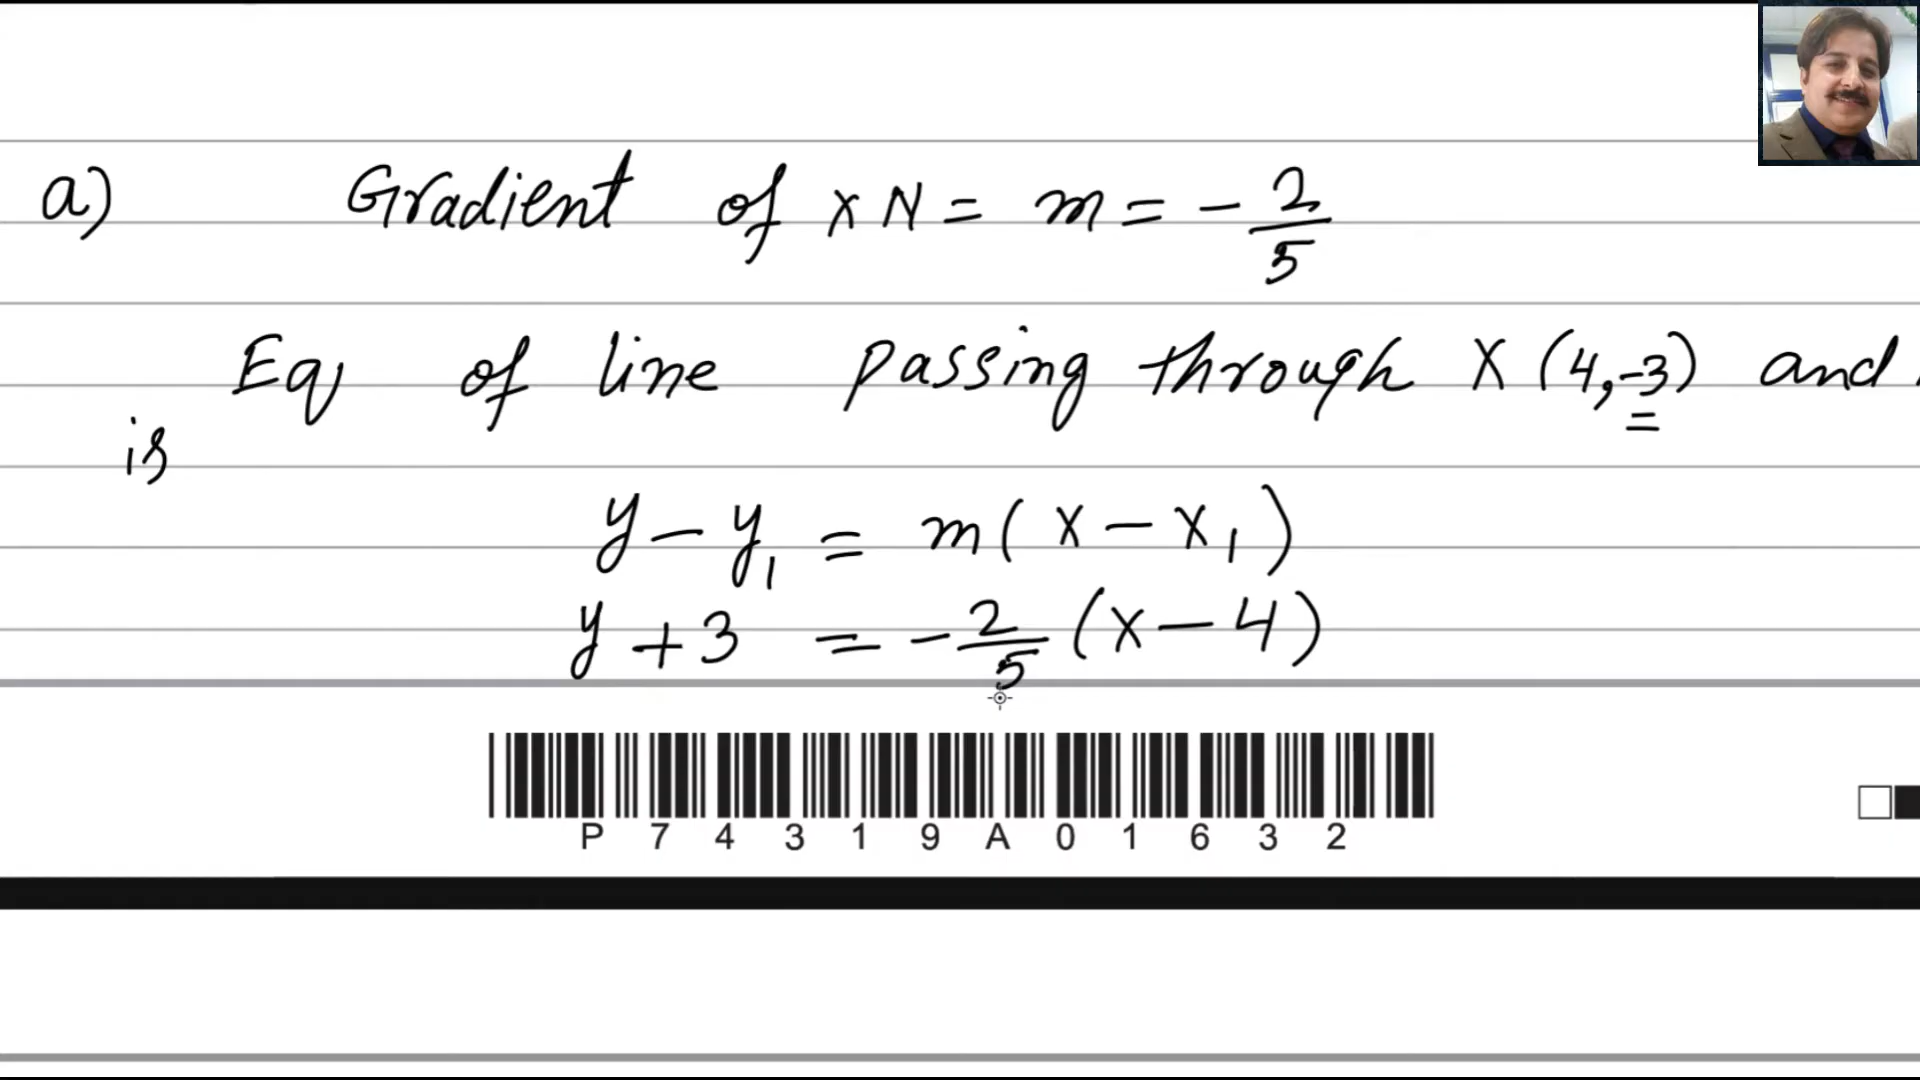 a) Gradient of XN = m = -2/5
Eq of line passing through X (4,-3) and
is
y - y₁ = m(x - x₁)
y + 3 = -2/5 (x - 4)
P 7 4 3 1 9 A 0 1 6 3 2